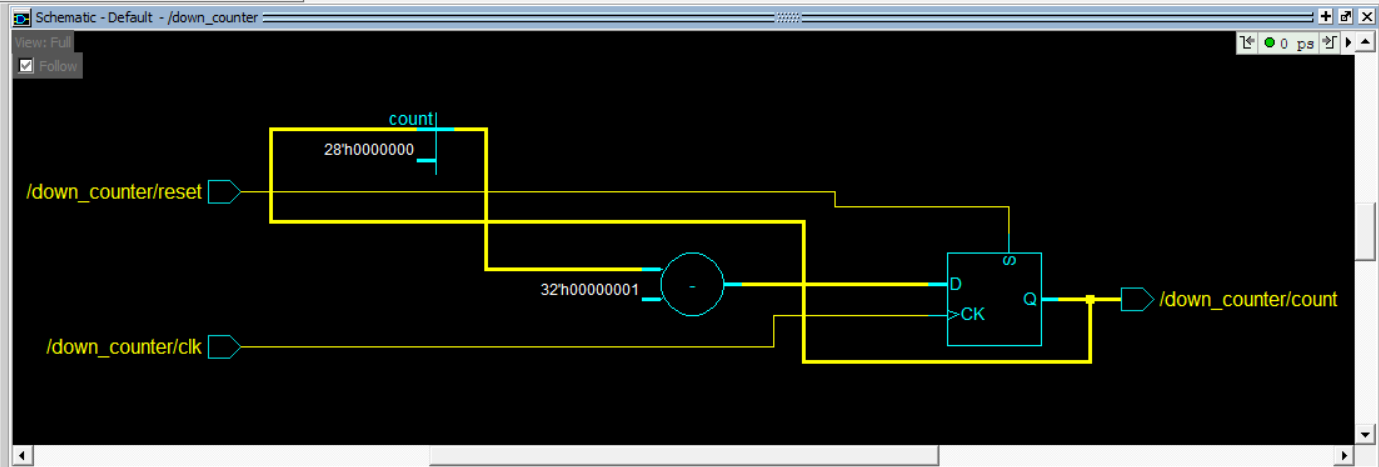 Schematic - Default - /down_counter
View: Full
0 ps
Follow
count
28'h0000000
/down_counter/reset
S
32'h00000001
-
D
Q
/down_counter/count
CK
/down_counter/clk